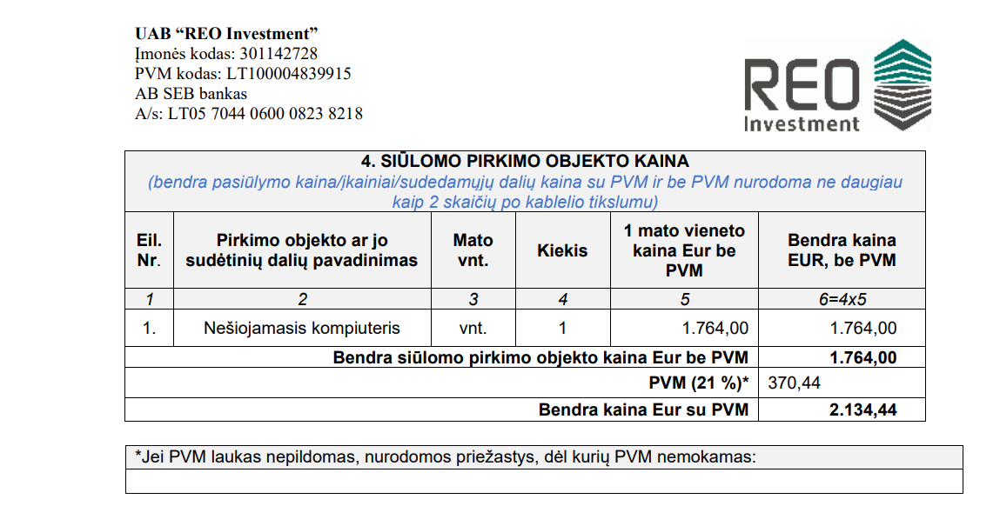 UAB “REO Investment”
Įmonės kodas: 301142728
PVM kodas: LT100004839915
AB SEB bankas
A/s: LT05 7044 0600 0823 8218
REO
Investment
4. SIŪLOMO PIRKIMO OBJEKTO KAINA
(bendra pasiūlymo kaina/įkainiai/sudedamųjų dalių kaina su PVM ir be PVM nurodoma ne daugiau
kaip 2 skaičių po kablelio tikslumu)
Eil. Nr.
Pirkimo objekto ar jo sudėtinių dalių pavadinimas
Mato vnt.
Kiekis
1 mato vieneto kaina Eur be PVM
Bendra kaina EUR, be PVM
1 2 3 4 5 6=4x5
1. Nešiojamasis kompiuteris vnt. 1 1.764,00 1.764,00
Bendra siūlomo pirkimo objekto kaina Eur be PVM 1.764,00
PVM (21 %)* 370,44
Bendra kaina Eur su PVM 2.134,44
*Jei PVM laukas nepildomas, nurodomos priežastys, dėl kurių PVM nemokamas: